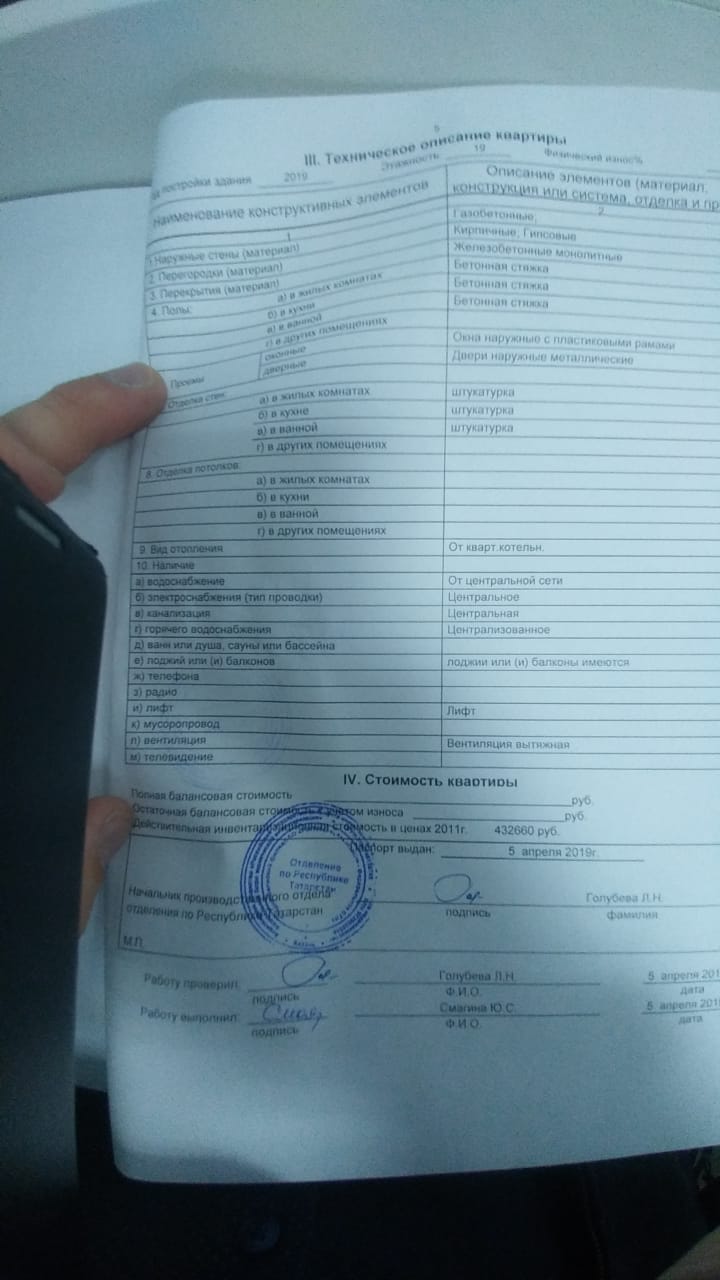 5
III. Техническое описание квартиры
постройки здания 2019 Этажность 19 Физический износ%
Наименование конструктивных элементов
Описание элементов (материал,
конструкция или система, отделка и пр
1 2
1.Наружные стены (материал) Газобетонные,
2. Перегородки (материал) Кирпичные; Гипсовые
3. Перекрытия (материал) Железобетонные монолитные
4. Полы: а) в жилых комнатах Бетонная стяжка
б) в кухни Бетонная стяжка
в) в ванной Бетонная стяжка
г) в других помещениях
Проемы оконные Окна наружные с пластиковыми рамами
дверные Двери наружные металлические
Отделка стен:
а) в жилых комнатах штукатурка
б) в кухне штукатурка
в) в ванной штукатурка
г) в других помещениях
8. Отделка потолков:
а) в жилых комнатах
б) в кухни
в) в ванной
г) в других помещениях
9. Вид отопления От кварт.котельн.
10. Наличие
а) водоснабжение От центральной сети
б) электроснабжения (тип проводки) Центральное
в) канализация Центральная
г) горячего водоснабжения Централизованное
д) ванн или душа, сауны или бассейна
е) лоджий или (и) балконов лоджии или (и) балконы имеются
ж) телефона
з) радио
и) лифт Лифт
к) мусоропровод
л) вентиляция Вентиляция вытяжная
м) телевидение
IV. Стоимость квартиры
Полная балансовая стоимость руб.
Остаточная балансовая стоимость с учетом износа руб.
Действительная инвентаризационная стоимость в ценах 2011г. 432660 руб.
Паспорт выдан: 5 апреля 2019г.
Отделение
по Республике
Татарстан
Начальник производственного отдела Голубева Л.Н.
отделения по Республике Татарстан подпись фамилия
М.П.
Работу проверил: Голубева Л.Н. 5 апреля 201
подпись Ф.И.О. дата
Работу выполнил: Смагина Ю.С. 5 апреля 201
подпись Ф.И.О. дата